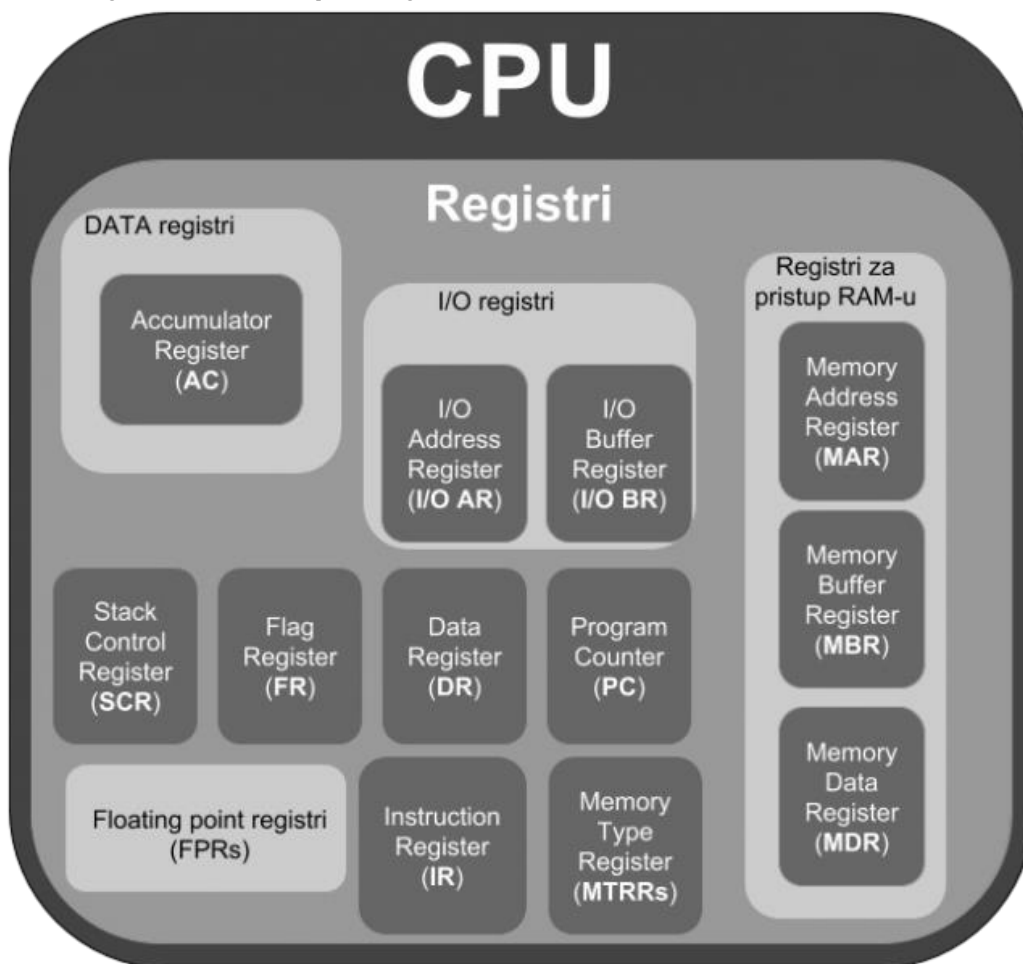 CPU
Registri
DATA registri
Accumulator
Register
(AC)
I/O registri
I/O
Address
Register
(I/O AR)
I/O
Buffer
Register
(I/O BR)
Registri za
pristup RAM-u
Memory
Address
Register
(MAR)
Memory
Buffer
Register
(MBR)
Memory
Data
Register
(MDR)
Stack
Control
Register
(SCR)
Flag
Register
(FR)
Data
Register
(DR)
Program
Counter
(PC)
Floating point registri
(FPRs)
Instruction
Register
(IR)
Memory
Type
Register
(MTRRs)